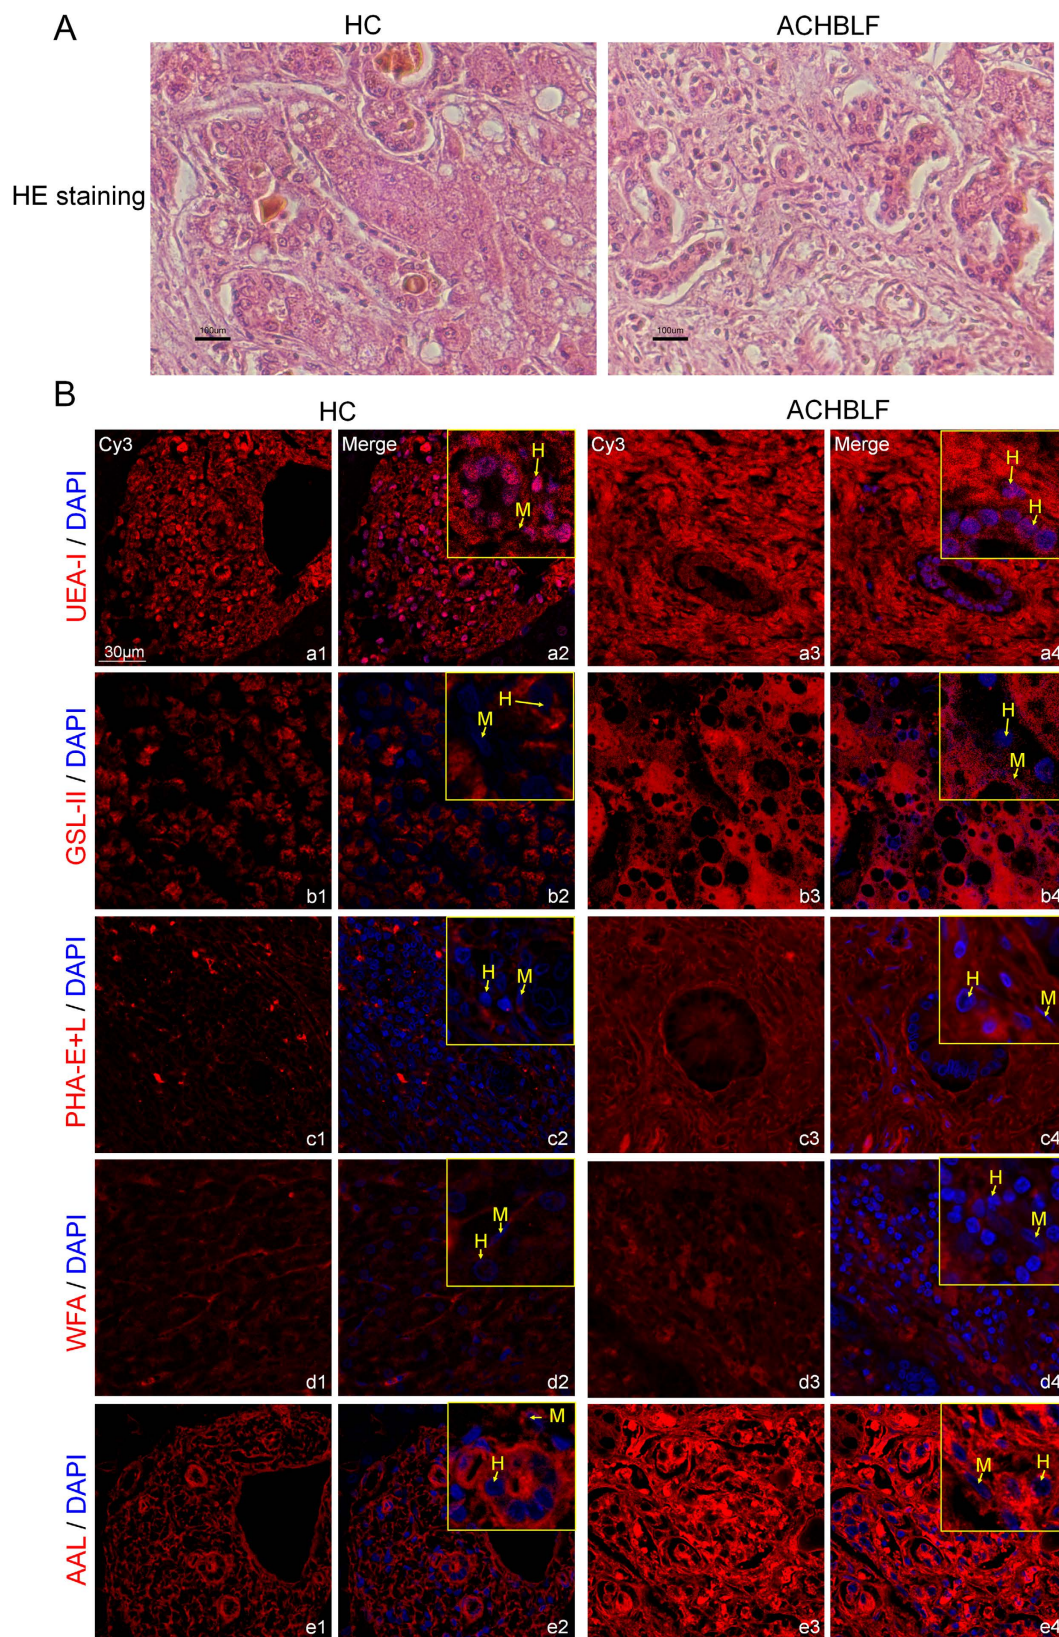 A
HC
ACHBLF
HE staining
100um
100um
B
HC
ACHBLF
UEA-I / DAPI
Cy3
30μm
a1
Merge
H
M
a2
Cy3
a3
Merge
H
H
a4
GSL-II / DAPI
b1
H
M
b2
b3
H
M
b4
PHA-E+L / DAPI
c1
H
M
c2
c3
H
M
c4
WFA / DAPI
d1
M
H
d2
d3
H
M
d4
AAL / DAPI
e1
M
H
e2
e3
M
H
e4